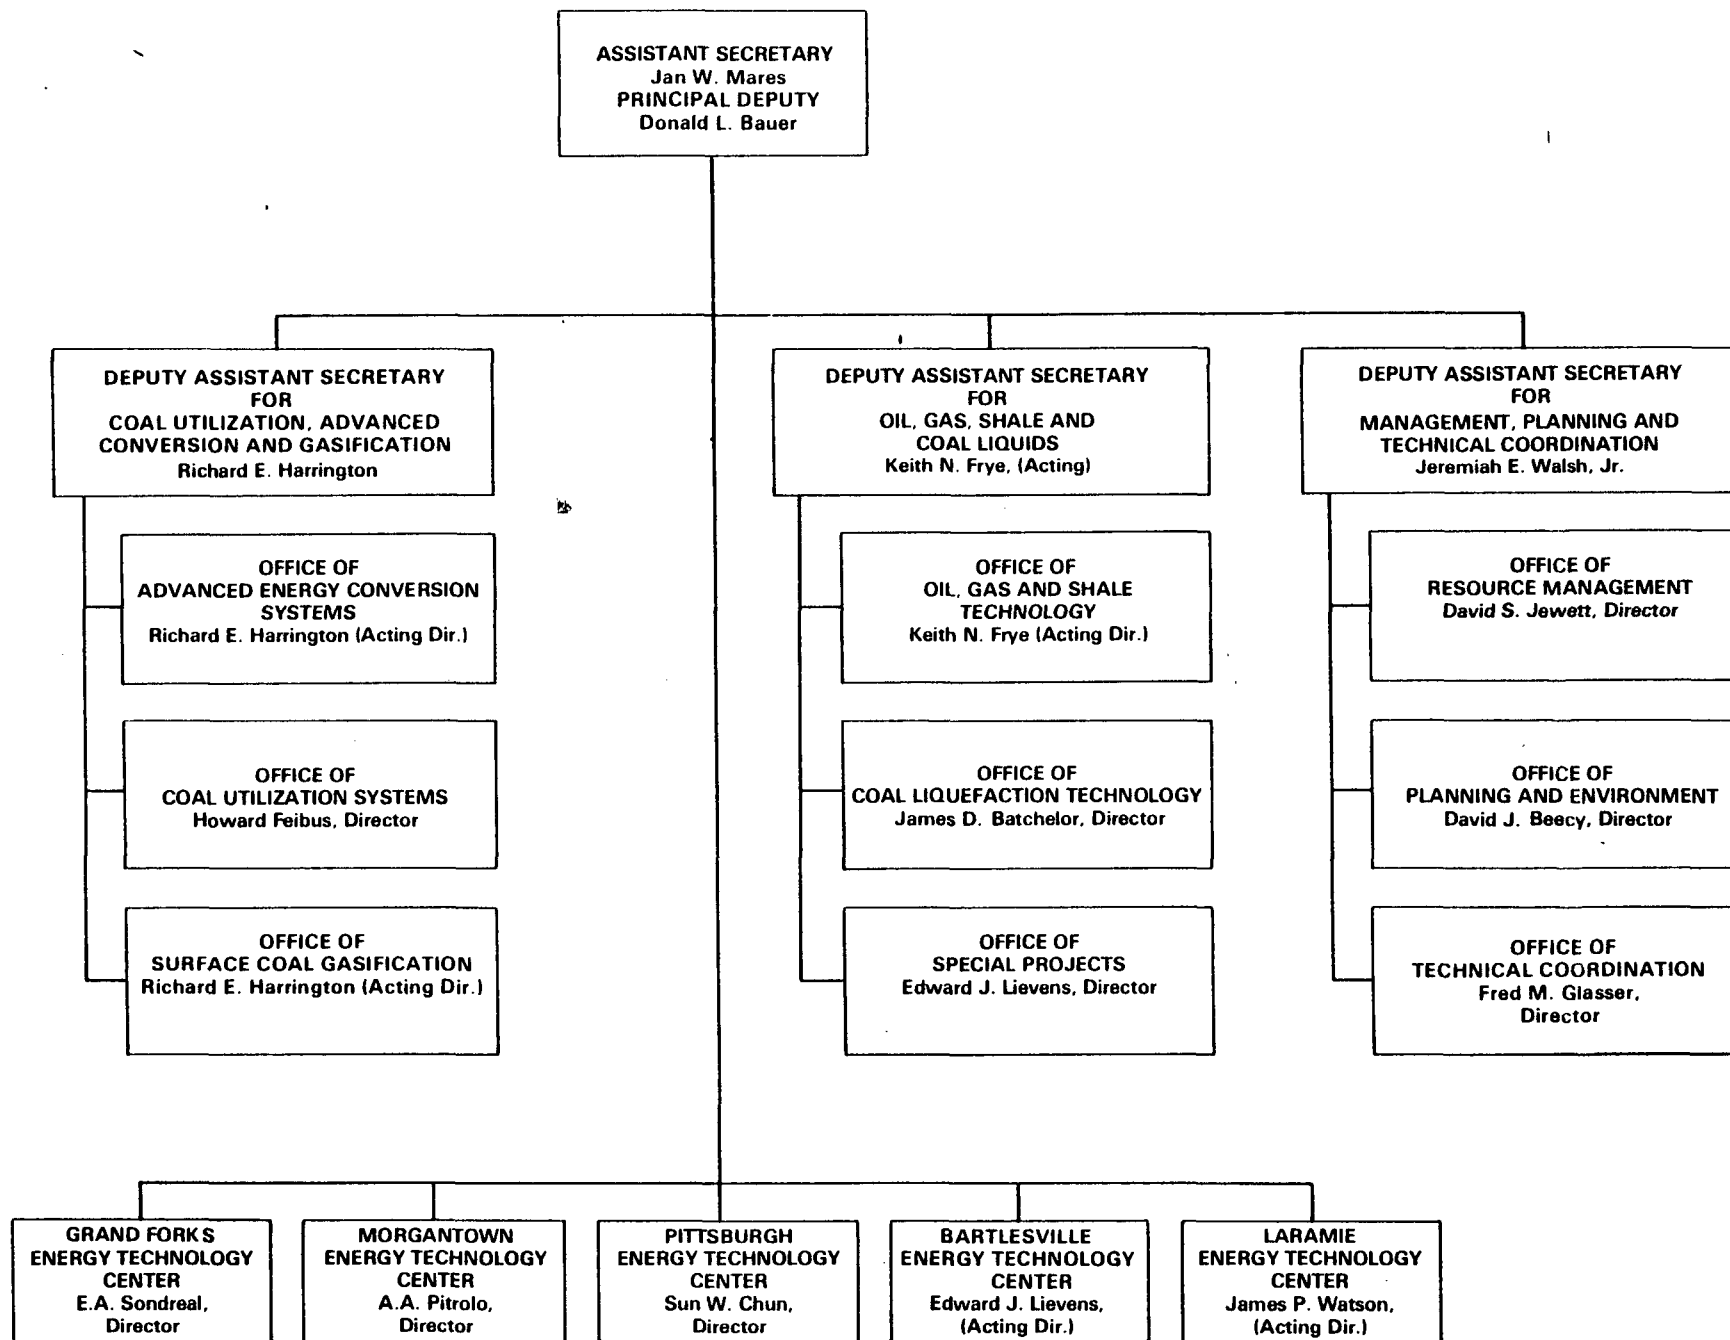 ASSISTANT SECRETARY
Jan W. Mares
PRINCIPAL DEPUTY
Donald L. Bauer
DEPUTY ASSISTANT SECRETARY
FOR
COAL UTILIZATION, ADVANCED
CONVERSION AND GASIFICATION
Richard E. Harrington
OFFICE OF
ADVANCED ENERGY CONVERSION
SYSTEMS
Richard E. Harrington (Acting Dir.)
OFFICE OF
COAL UTILIZATION SYSTEMS
Howard Feibus, Director
OFFICE OF
SURFACE COAL GASIFICATION
Richard E. Harrington (Acting Dir.)
DEPUTY ASSISTANT SECRETARY
FOR
OIL, GAS, SHALE AND
COAL LIQUIDS
Keith N. Frye, (Acting)
OFFICE OF
OIL, GAS AND SHALE
TECHNOLOGY
Keith N. Frye (Acting Dir.)
OFFICE OF
COAL LIQUEFACTION TECHNOLOGY
James D. Batchelor, Director
OFFICE OF
SPECIAL PROJECTS
Edward J. Lievens, Director
DEPUTY ASSISTANT SECRETARY
FOR
MANAGEMENT, PLANNING AND
TECHNICAL COORDINATION
Jeremiah E. Walsh, Jr.
OFFICE OF
RESOURCE MANAGEMENT
David S. Jewett, Director
OFFICE OF
PLANNING AND ENVIRONMENT
David J. Beecy, Director
OFFICE OF
TECHNICAL COORDINATION
Fred M. Glasser,
Director
GRAND FORKS
ENERGY TECHNOLOGY
CENTER
E.A. Sondreal,
Director
MORGANTOWN
ENERGY TECHNOLOGY
CENTER
A.A. Pitrolo,
Director
PITTSBURGH
ENERGY TECHNOLOGY
CENTER
Sun W. Chun,
Director
BARTLESVILLE
ENERGY TECHNOLOGY
CENTER
Edward J. Lievens,
(Acting Dir.)
LARAMIE
ENERGY TECHNOLOGY
CENTER
James P. Watson,
(Acting Dir.)